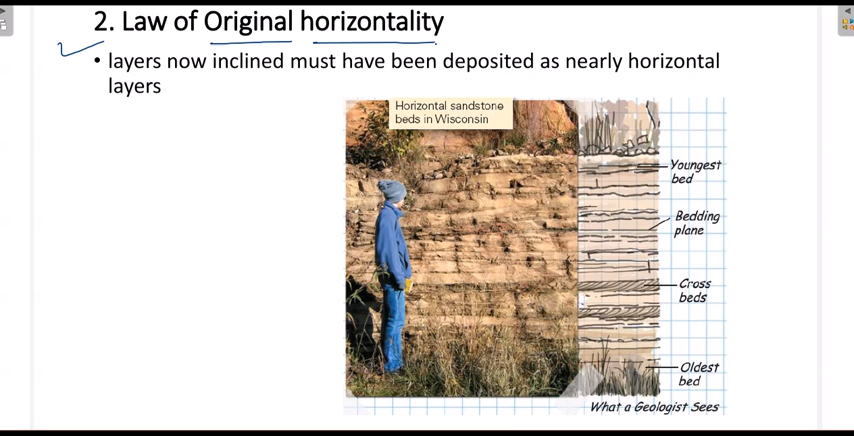 2. Law of Original horizontality
• layers now inclined must have been deposited as nearly horizontal
layers
Horizontal sandstone
beds in Wisconsin
Youngest
bed
Bedding
plane
Cross
beds
Oldest
bed
What a Geologist Sees